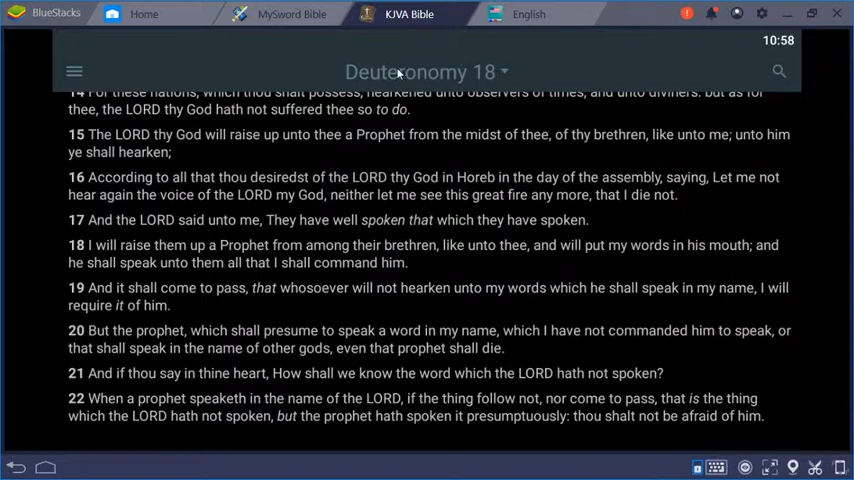 BlueStacks
Home
MySword Bible
KJVA Bible
English
10:58
Deuteronomy 18
14 For these nations, which thou shalt possess, hearkened unto observers of times, and unto diviners: but as for
thee, the LORD thy God hath not suffered thee so to do.
15 The LORD thy God will raise up unto thee a Prophet from the midst of thee, of thy brethren, like unto me; unto him
ye shall hearken;
16 According to all that thou desiredst of the LORD thy God in Horeb in the day of the assembly, saying, Let me not
hear again the voice of the LORD my God, neither let me see this great fire any more, that I die not.
17 And the LORD said unto me, They have well spoken that which they have spoken.
18 I will raise them up a Prophet from among their brethren, like unto thee, and will put my words in his mouth; and
he shall speak unto them all that I shall command him.
19 And it shall come to pass, that whosoever will not hearken unto my words which he shall speak in my name, I will
require it of him.
20 But the prophet, which shall presume to speak a word in my name, which I have not commanded him to speak, or
that shall speak in the name of other gods, even that prophet shall die.
21 And if thou say in thine heart, How shall we know the word which the LORD hath not spoken?
22 When a prophet speaketh in the name of the LORD, if the thing follow not, nor come to pass, that is the thing
which the LORD hath not spoken, but the prophet hath spoken it presumptuously: thou shalt not be afraid of him.